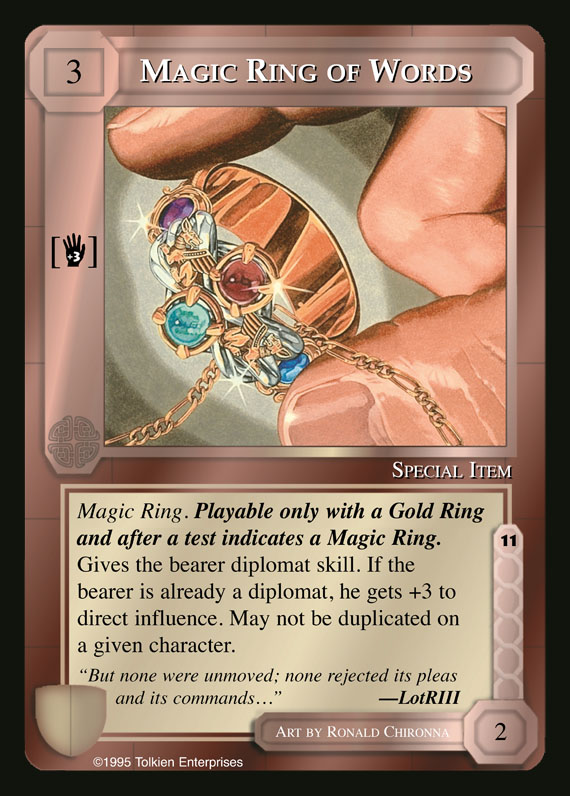 3
MAGIC RING OF WORDS
[+3]
SPECIAL ITEM
Magic Ring. Playable only with a Gold Ring
and after a test indicates a Magic Ring.
Gives the bearer diplomat skill. If the
bearer is already a diplomat, he gets +3 to
direct influence. May not be duplicated on
a given character.
“But none were unmoved; none rejected its pleas
and its commands…” —LotRIII
11
ART BY RONALD CHIRONNA
2
©1995 Tolkien Enterprises